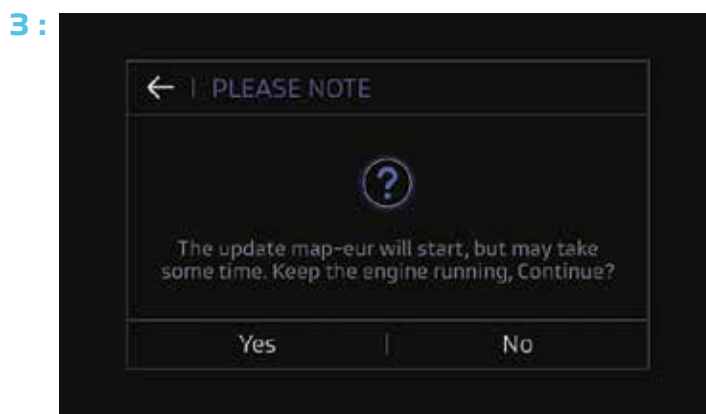 3 :
← | PLEASE NOTE
?
The update map-eur will start, but may take
some time. Keep the engine running, Continue?
Yes | No